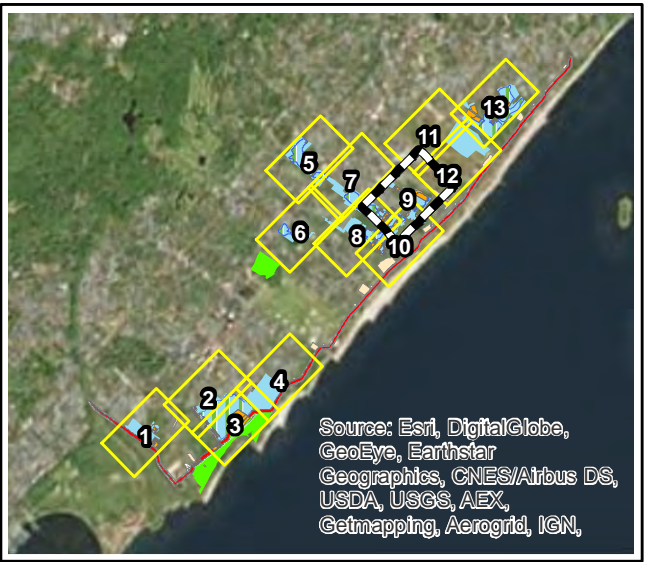 13
11
5
12
7
9
6
8
10
4
2
3
1
Source: Esri, DigitalGlobe,
GeoEye, Earthstar
Geographics, CNES/Airbus DS,
USDA, USGS, AEX,
Getmapping, Aerogrid, IGN,